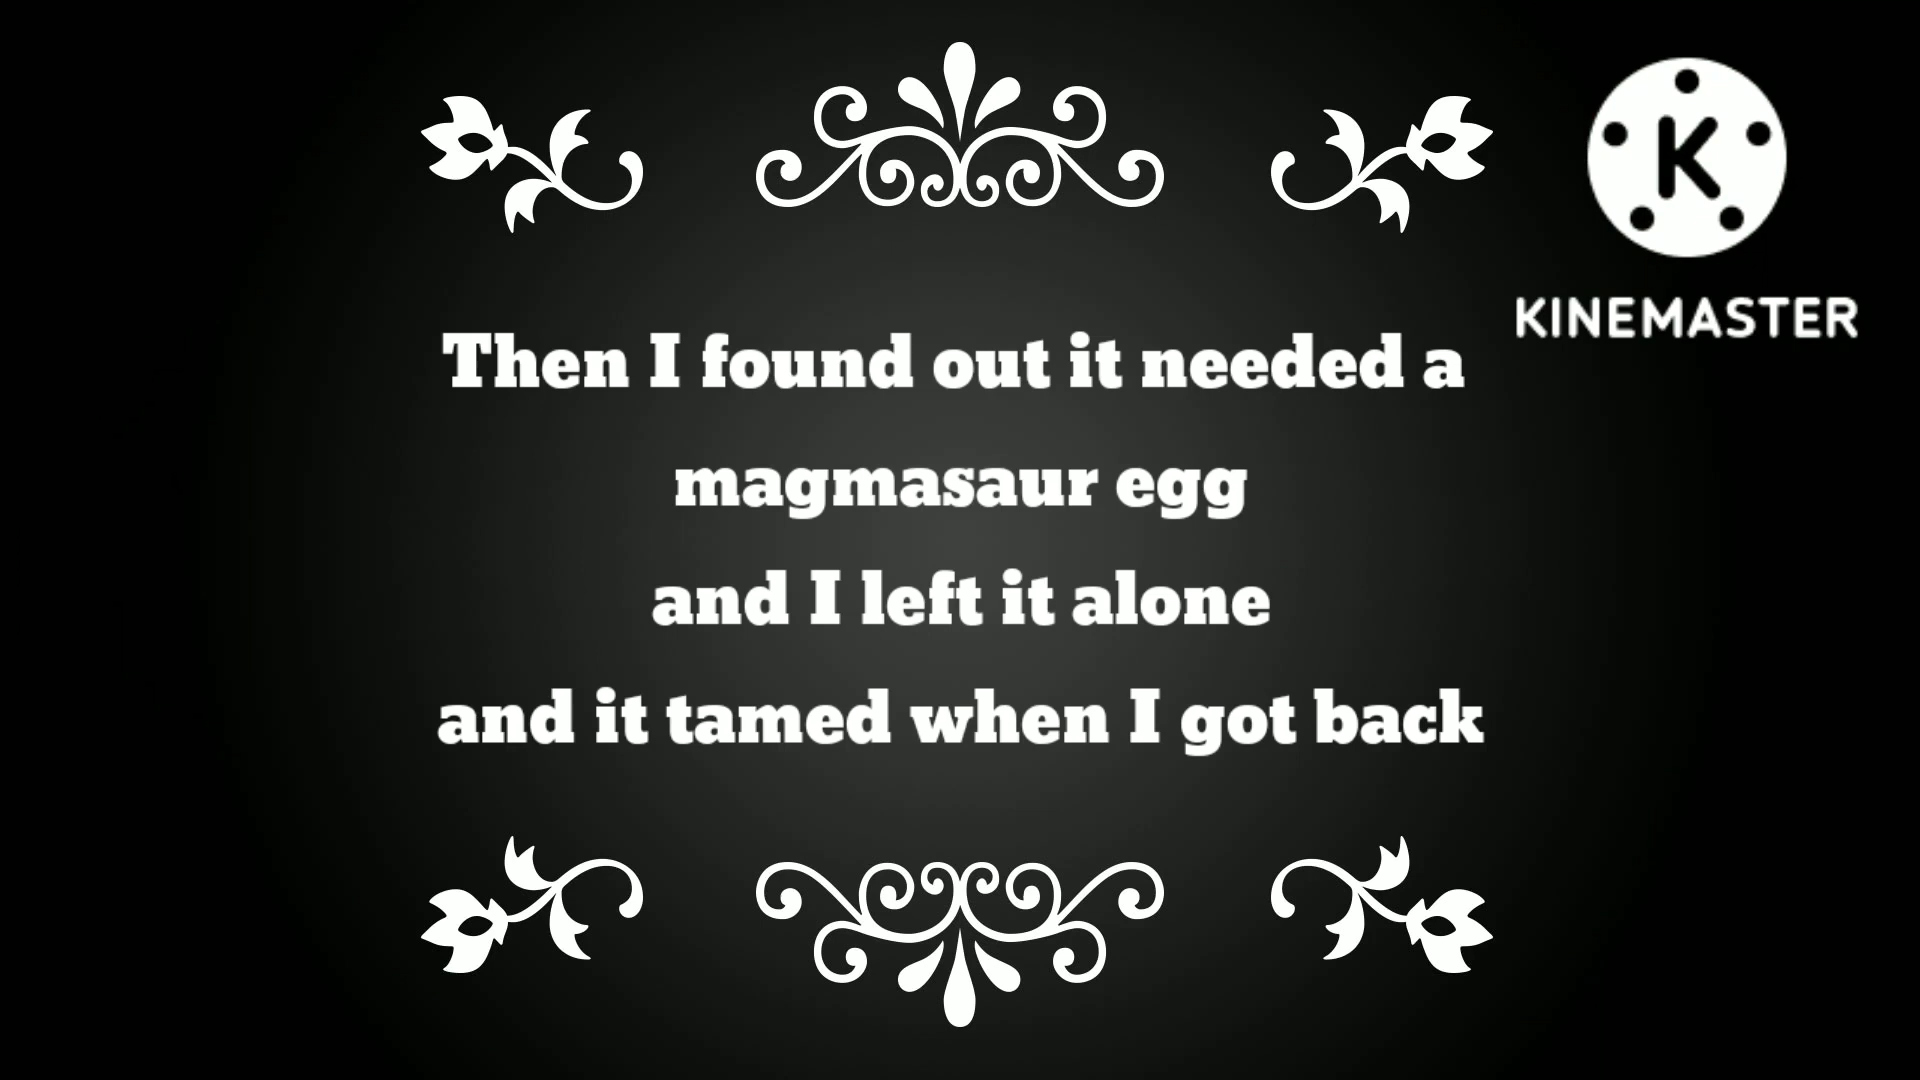 K
KINEMASTER
Then I found out it needed a
magmasaur egg
and I left it alone
and it tamed when I got back